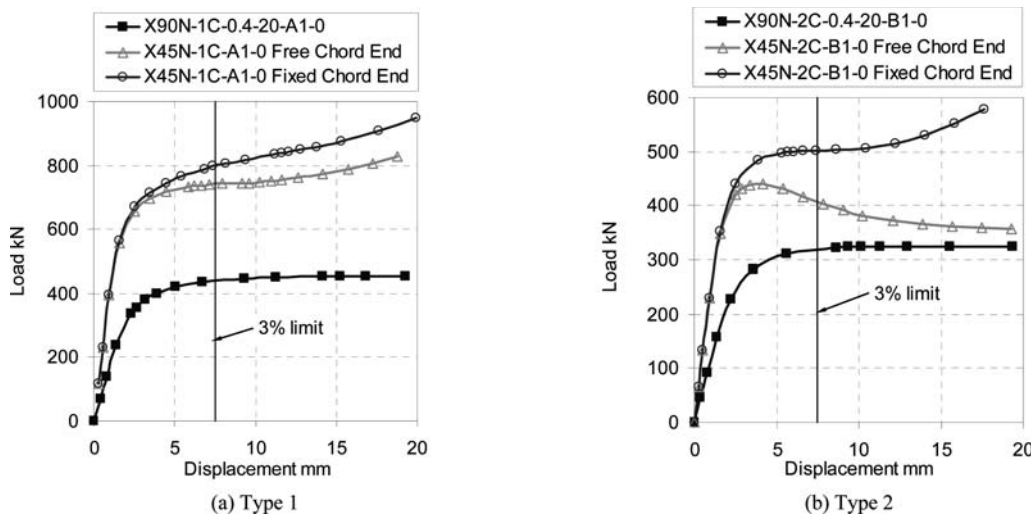 X90N-1C-0.4-20-A1-0
X45N-1C-A1-0 Free Chord End
X45N-1C-A1-0 Fixed Chord End
1000
800
600
400
200
0
Load kN
3% limit
0 5 10 15 20
Displacement mm
(a) Type 1
X90N-2C-0.4-20-B1-0
X45N-2C-B1-0 Free Chord End
X45N-2C-B1-0 Fixed Chord End
600
500
400
300
200
100
0
Load kN
3% limit
0 5 10 15 20
Displacement mm
(b) Type 2